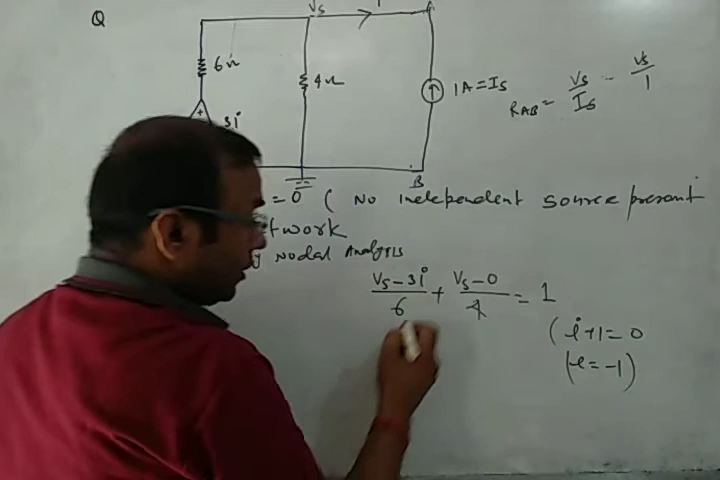 Q
Vs
6Ω
4Ω
+
3i
1A = Is
RAB = Vs/Is - Vs/1
B
= 0 ( No independent source present
twork
y Nodal Analysis
Vs-3i/6 + Vs-0/4 = 1
( i+1=0
(i = -1)